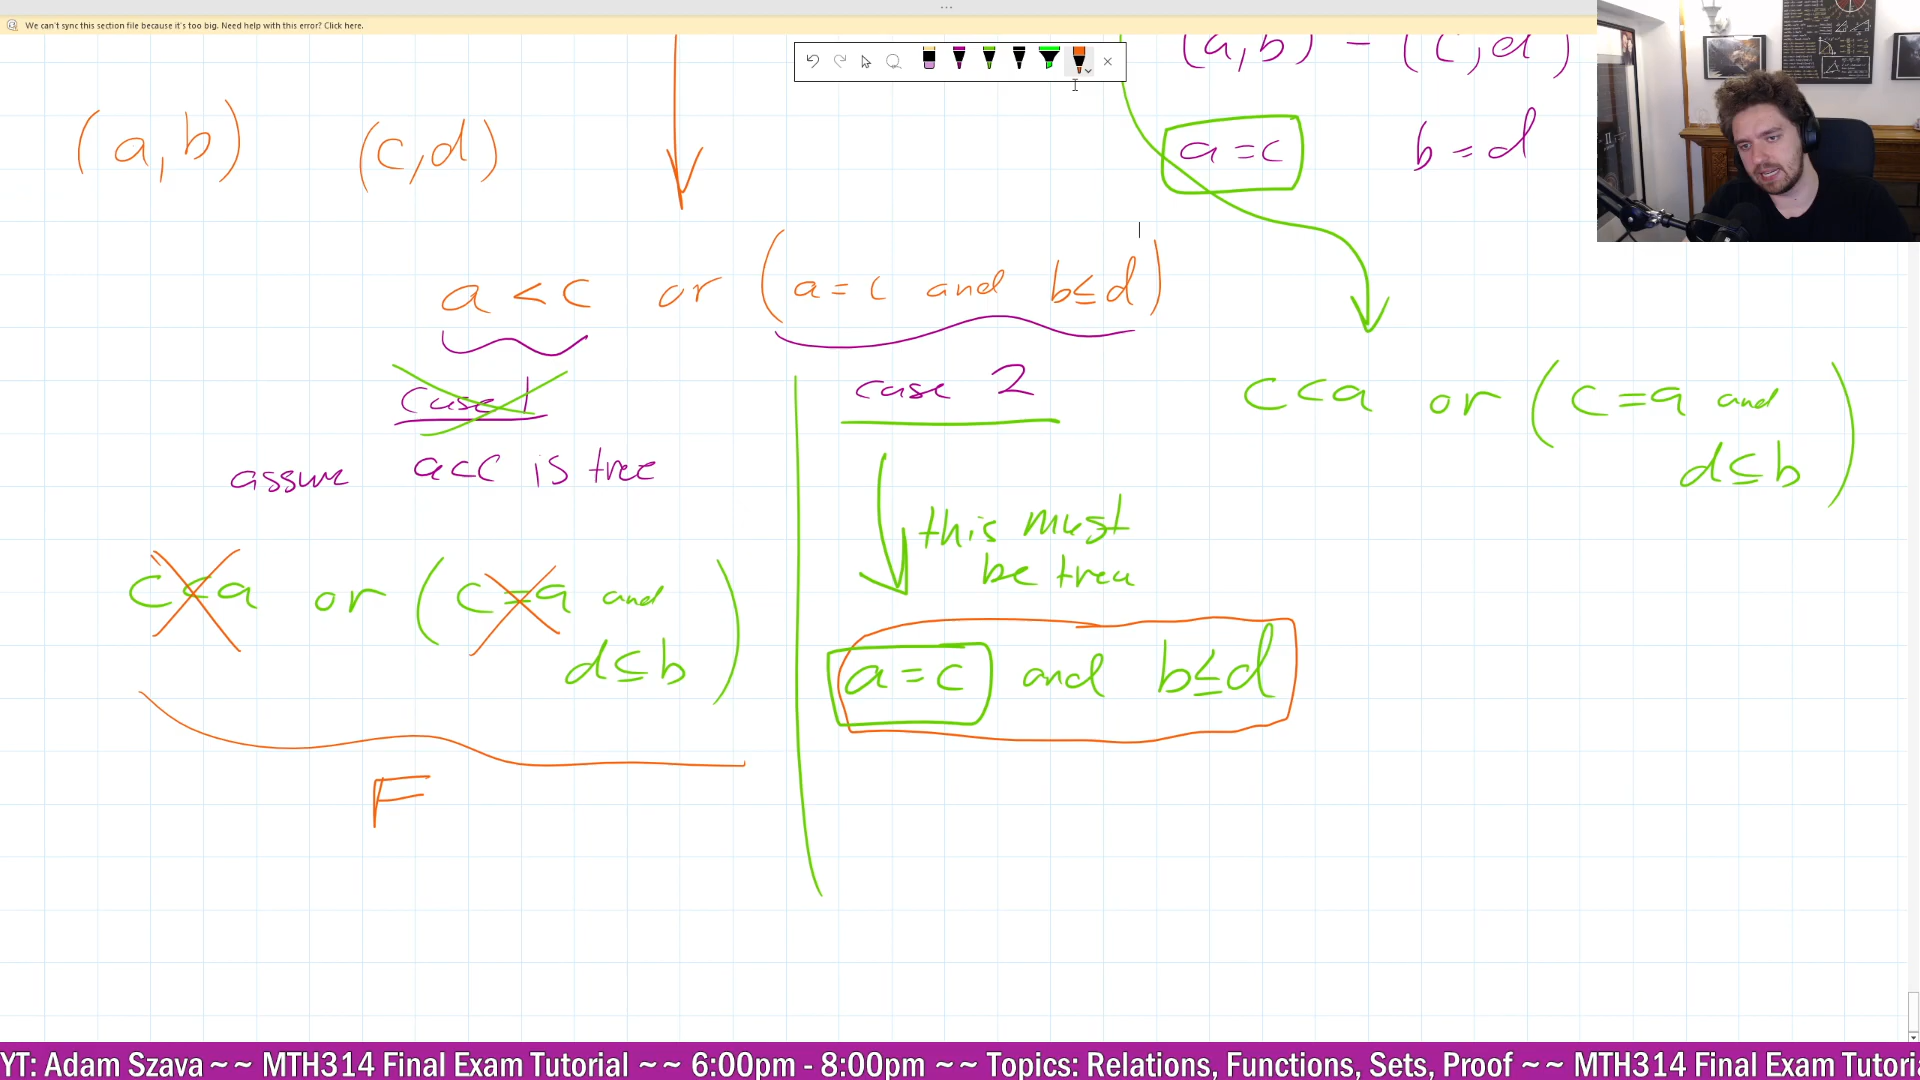 We can't sync this section file because it's too big. Need help with this error? Click here.
(a,b) = (c,d)
(a,b) (c,d)
a=c b=d
a<c or (a=c and b≤d)
case 1
case 2
c<a or (c=a and
d≤b)
assume a<c is true
this must
be true
c<a or (c=a and
d≤b)
a=c and b≤d
F
YT: Adam Szava ~~ MTH314 Final Exam Tutorial ~~ 6:00pm - 8:00pm ~~ Topics: Relations, Functions, Sets, Proof ~~ MTH314 Final Exam Tutori